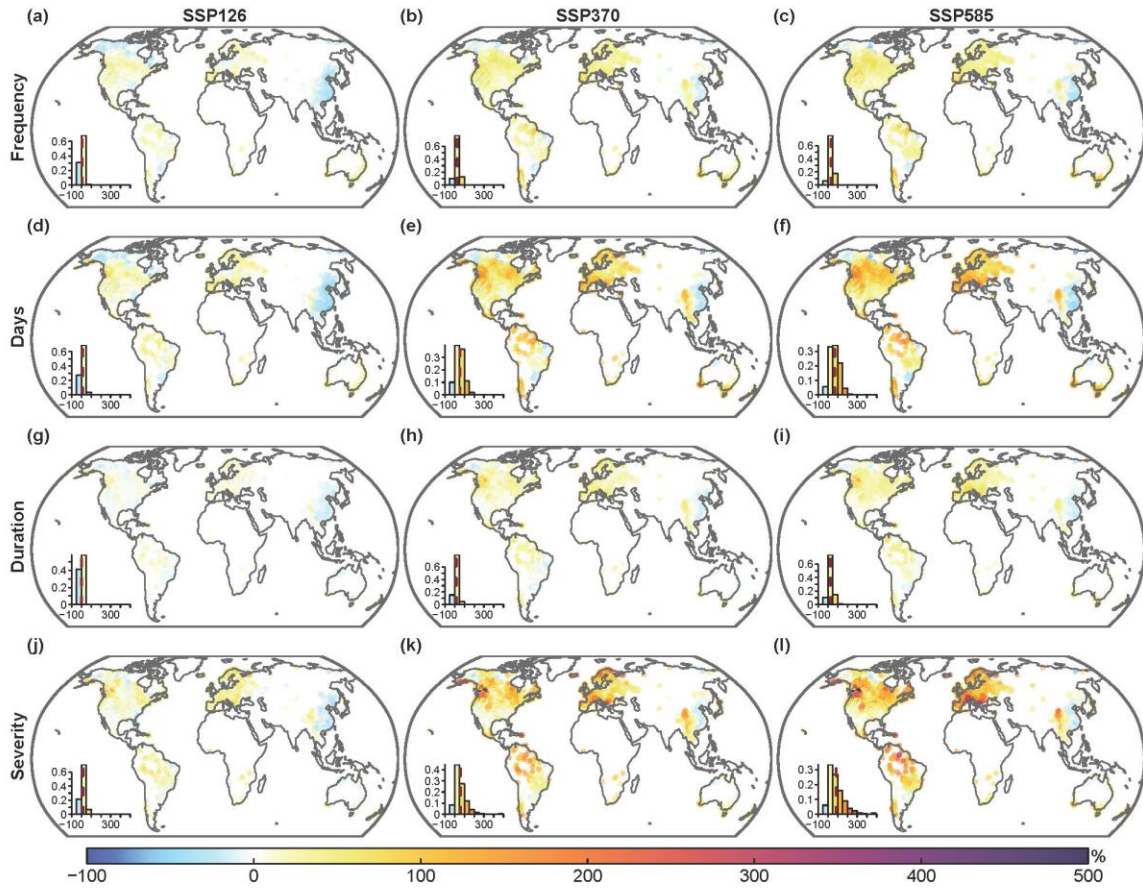 SSP126 SSP370 SSP585
(a) (b) (c)
Frequency
0.6 0.6 0.6
0.4 0.4 0.4
0.2 0.2 0.2
0 0 0
−100 300 −100 300 −100 300
(d) (e) (f)
Days
0.6 0.3 0.3
0.4 0.2 0.2
0.2 0.1 0.1
0 0 0
−100 300 −100 300 −100 300
(g) (h) (i)
Duration
0.4 0.6 0.6
0.2 0.4 0.4
0 0.2 0.2
0 0
−100 300 −100 300 −100 300
(j) (k) (l)
Severity
0.6 0.4 0.3
0.4 0.3 0.2
0.2 0.2 0.1
0 0.1 0
0
−100 300 −100 300 −100 300
%
−100 0 100 200 300 400 500